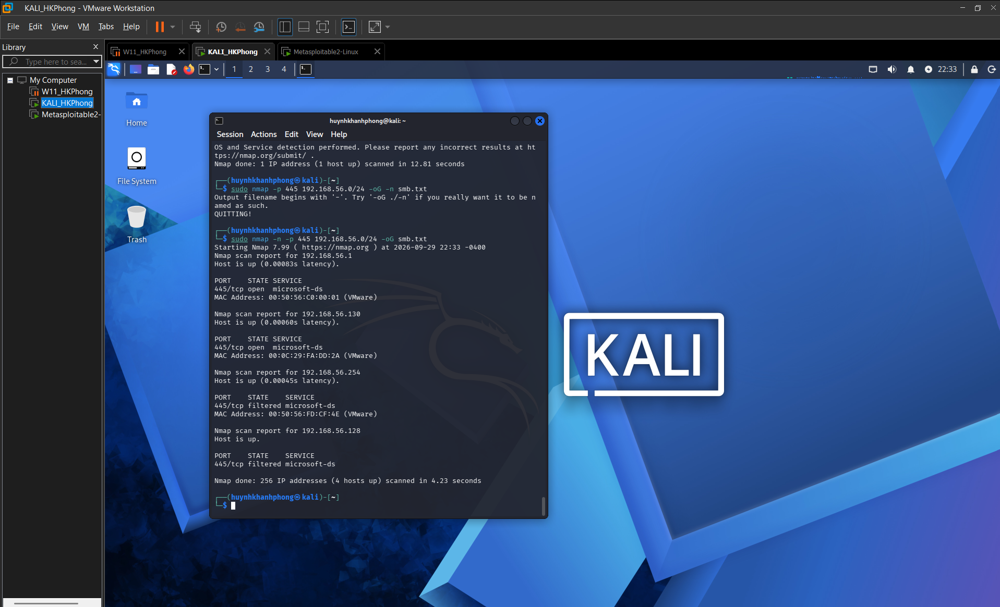 KALI_HKPhong - VMware Workstation
File Edit View VM Tabs Help
Library
Type here to sea...
My Computer
W11_HKPhong
KALI_HKPhong
Metasploitable2-
W11_HKPhong KALI_HKPhong Metasploitable2-Linux
1 2 3 4 22:33
Home
File System
Trash
huynhkhanhphong@kali: ~
Session Actions Edit View Help
OS and Service detection performed. Please report any incorrect results at ht
tps://nmap.org/submit/ .
Nmap done: 1 IP address (1 host up) scanned in 12.81 seconds
┌──(huynhkhanhphong㉿kali)-[~]
└─$ sudo nmap -p 445 192.168.56.0/24 -oG -n smb.txt
Output filename begins with '-'. Try '-oG ./-n' if you really want it to be n
amed as such.
QUITTING!
┌──(huynhkhanhphong㉿kali)-[~]
└─$ sudo nmap -n -p 445 192.168.56.0/24 -oG smb.txt
Starting Nmap 7.99 ( https://nmap.org ) at 2026-09-29 22:33 -0400
Nmap scan report for 192.168.56.1
Host is up (0.00083s latency).
PORT    STATE SERVICE
445/tcp open  microsoft-ds
MAC Address: 00:50:56:C0:00:01 (VMware)
Nmap scan report for 192.168.56.130
Host is up (0.00060s latency).
PORT    STATE SERVICE
445/tcp open  microsoft-ds
MAC Address: 00:0C:29:FA:DD:2A (VMware)
Nmap scan report for 192.168.56.254
Host is up (0.00045s latency).
PORT    STATE    SERVICE
445/tcp filtered microsoft-ds
MAC Address: 00:50:56:FD:CF:4E (VMware)
Nmap scan report for 192.168.56.128
Host is up.
PORT    STATE    SERVICE
445/tcp filtered microsoft-ds
Nmap done: 256 IP addresses (4 hosts up) scanned in 4.23 seconds
┌──(huynhkhanhphong㉿kali)-[~]
└─$
KALI